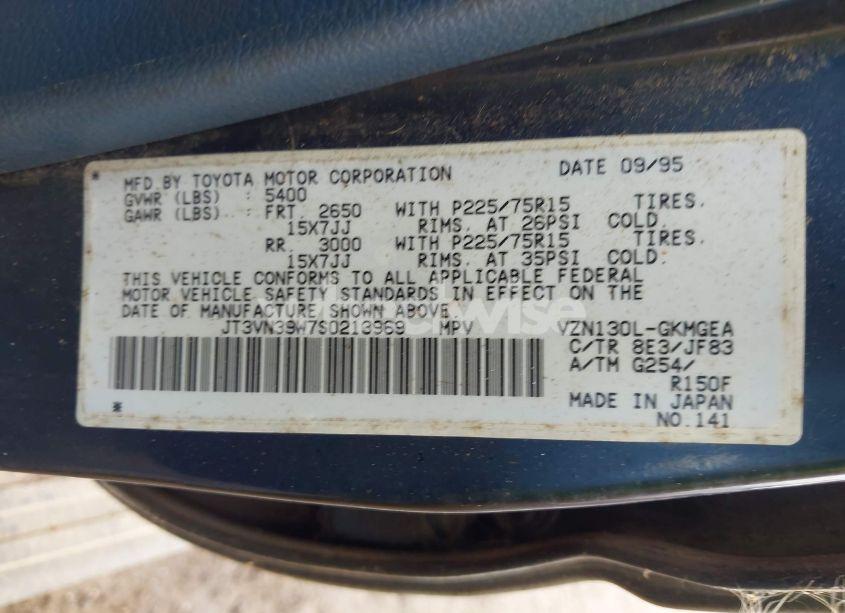 MFD.BY TOYOTA MOTOR CORPORATION DATE 09/95
GVWR (LBS) : 5400
GAWR (LBS) : FRT. 2650 WITH P225/75R15 TIRES.
15X7JJ RIMS. AT 26PSI COLD.
RR. 3000 WITH P225/75R15 TIRES.
15X7JJ RIMS. AT 35PSI COLD.
THIS VEHICLE CONFORMS TO ALL APPLICABLE FEDERAL
MOTOR VEHICLE SAFETY STANDARDS IN EFFECT ON THE
DATE OF MANUFACTURE SHOWN ABOVE.
JT3VN39W7S0213969 MPV VZN130L-GKMGEA
C/TR 8E3/JF83
A/TM G254/
R150F
MADE IN JAPAN
NO.141